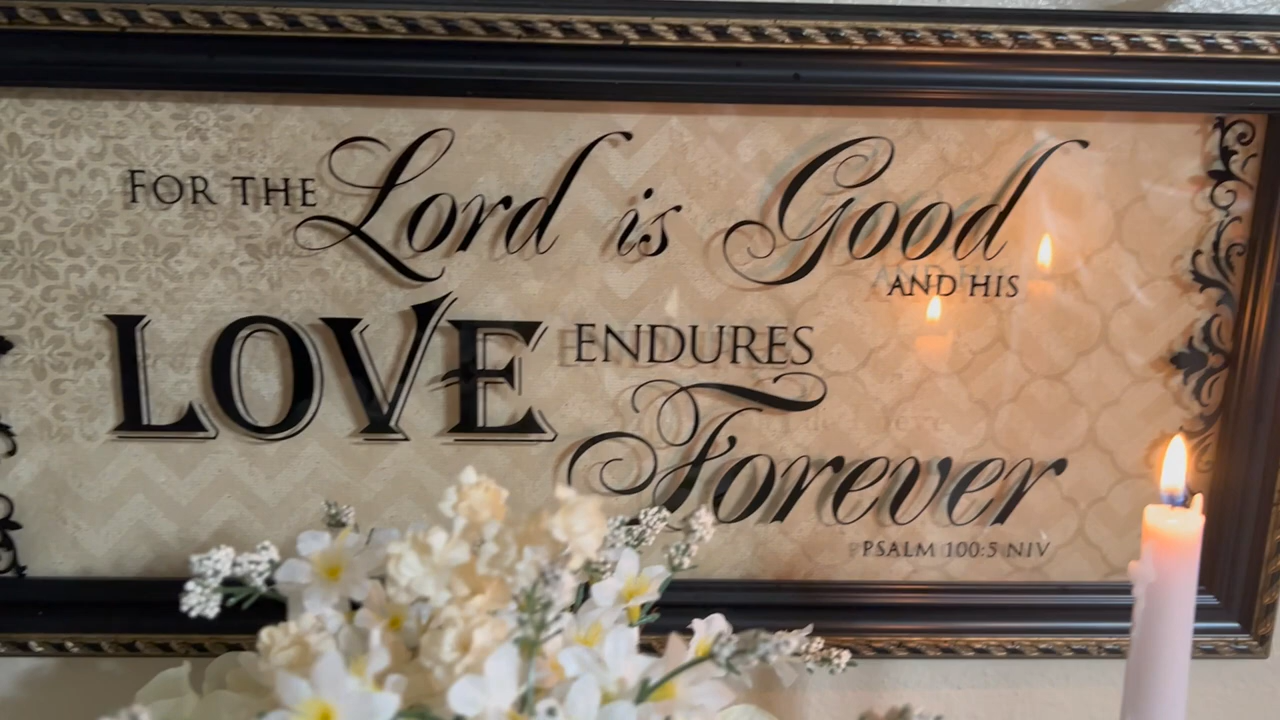 FOR THE Lord is Good
AND HIS
LOVE ENDURES
Forever
PSALM 100:5 NIV